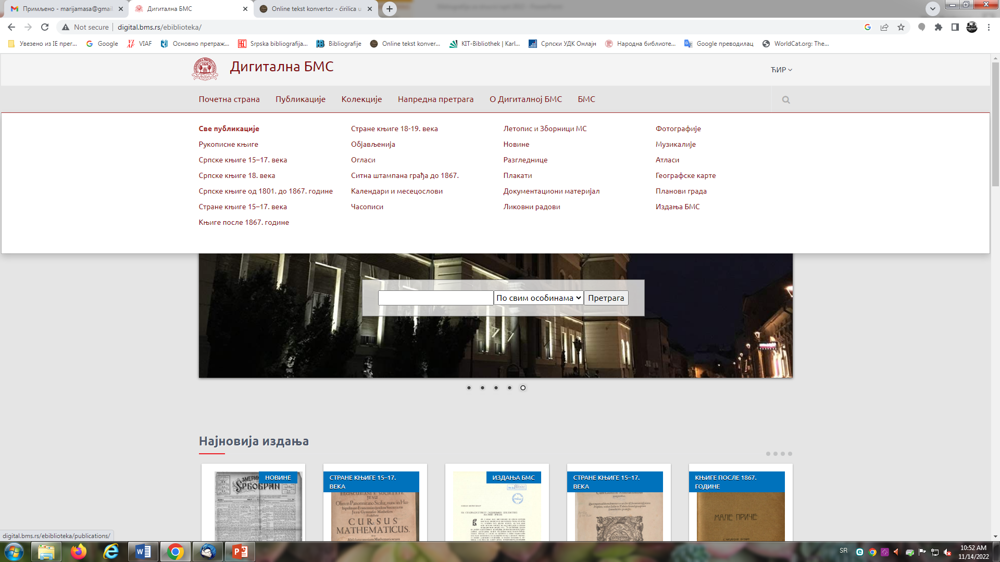 Примљено - marijamasa@gmai
Дигитална БМС
Online tekst konvertor - ćirilica u
Not secure
digital.bms.rs/ebiblioteka/
Увезено из IE прег...
Google
VIAF
Основно претраж...
Srpska bibliografija...
Bibliografije
Online tekst konver...
KIT-Bibliothek | Karl...
Српски УДК Онлајн
Народна библиоте...
Google преводилац
WorldCat.org: The...
Дигитална БМС
ЋИР
Почетна страна
Публикације
Колекције
Напредна претрага
О Дигиталној БМС
БМС
Све публикације
Рукописне књиге
Српске књиге 15–17. века
Српске књиге 18. века
Српске књиге од 1801. до 1867. године
Стране књиге 15–17. века
Књиге после 1867. године
Стране књиге 18-19. века
Објављенија
Огласи
Ситна штампана грађа до 1867.
Календари и месецослови
Часописи
Летопис и Зборници МС
Новине
Разгледнице
Плакати
Документациони материјал
Ликовни радови
Фотографије
Музикалије
Атласи
Географске карте
Планови града
Издања БМС
По свим особинама
Претрага
Најновија издања
НОВИНЕ
СРБОБРАН
СТРАНЕ КЊИГЕ 15–17.
ВЕКА
CURSUS
MATHEMATICUS.
ИЗДАЊА БМС
СТРАНЕ КЊИГЕ 15–17.
ВЕКА
КЊИГЕ ПОСЛЕ 1867.
ГОДИНЕ
МАЛЕ ПРИЧЕ
digital.bms.rs/ebiblioteka/publications/
SR
10:52 AM
11/14/2022